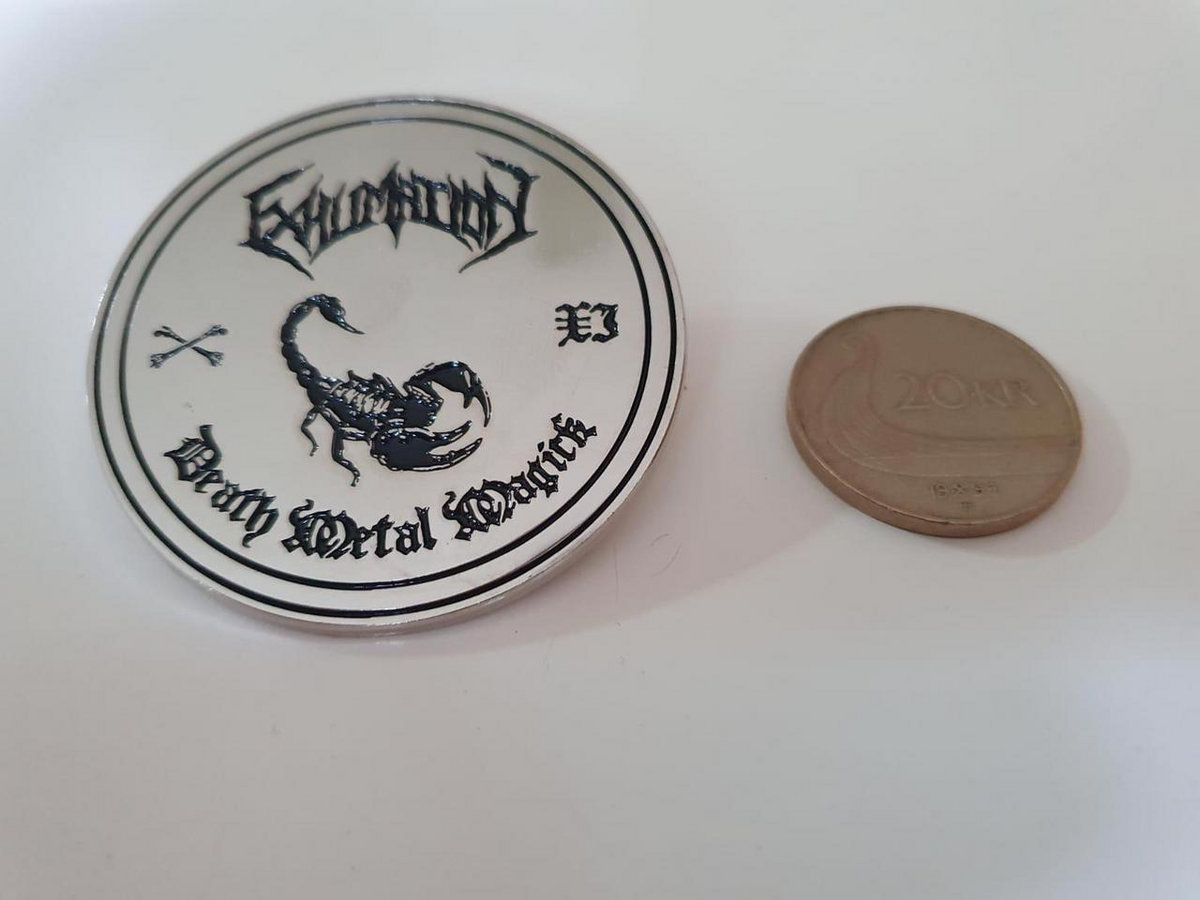 EXHUMATION
XI
Death Metal Magick
20 KR